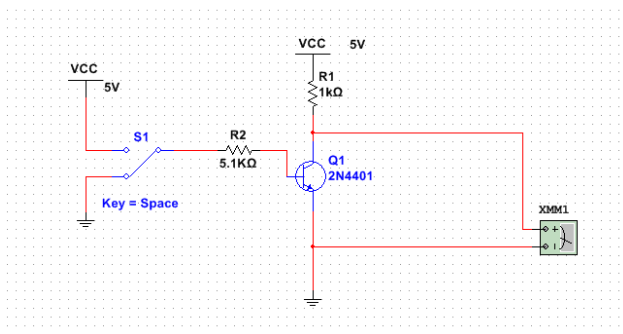 VCC 5V
R1
1kΩ
VCC
5V
S1
R2
5.1KΩ
Q1
2N4401
Key = Space
XMM1
+
-